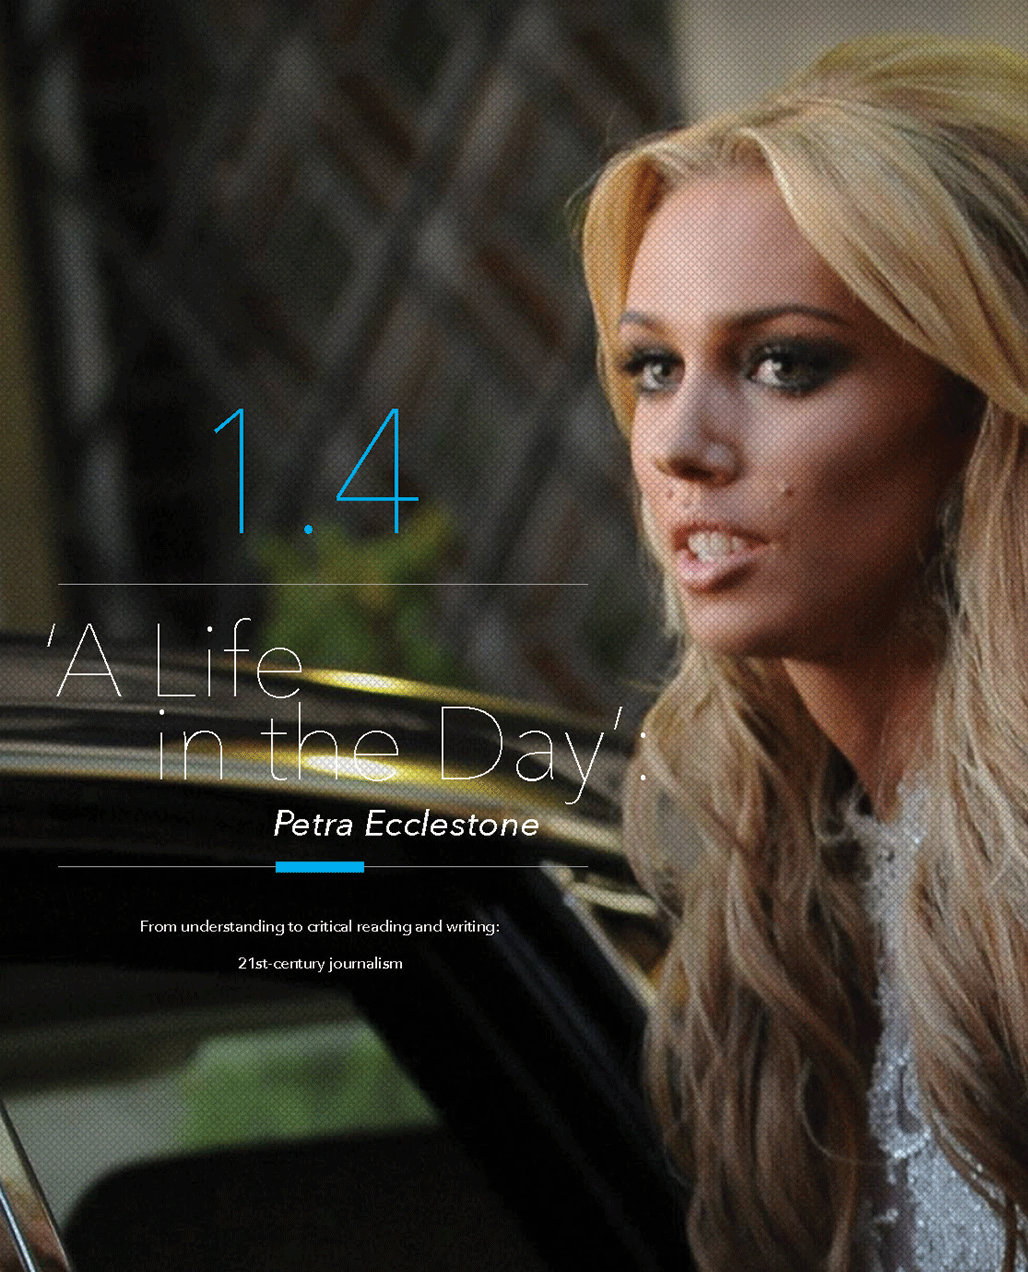 1.4
‘A Life
in the Day’:
Petra Ecclestone
From understanding to critical reading and writing:
21st-century journalism